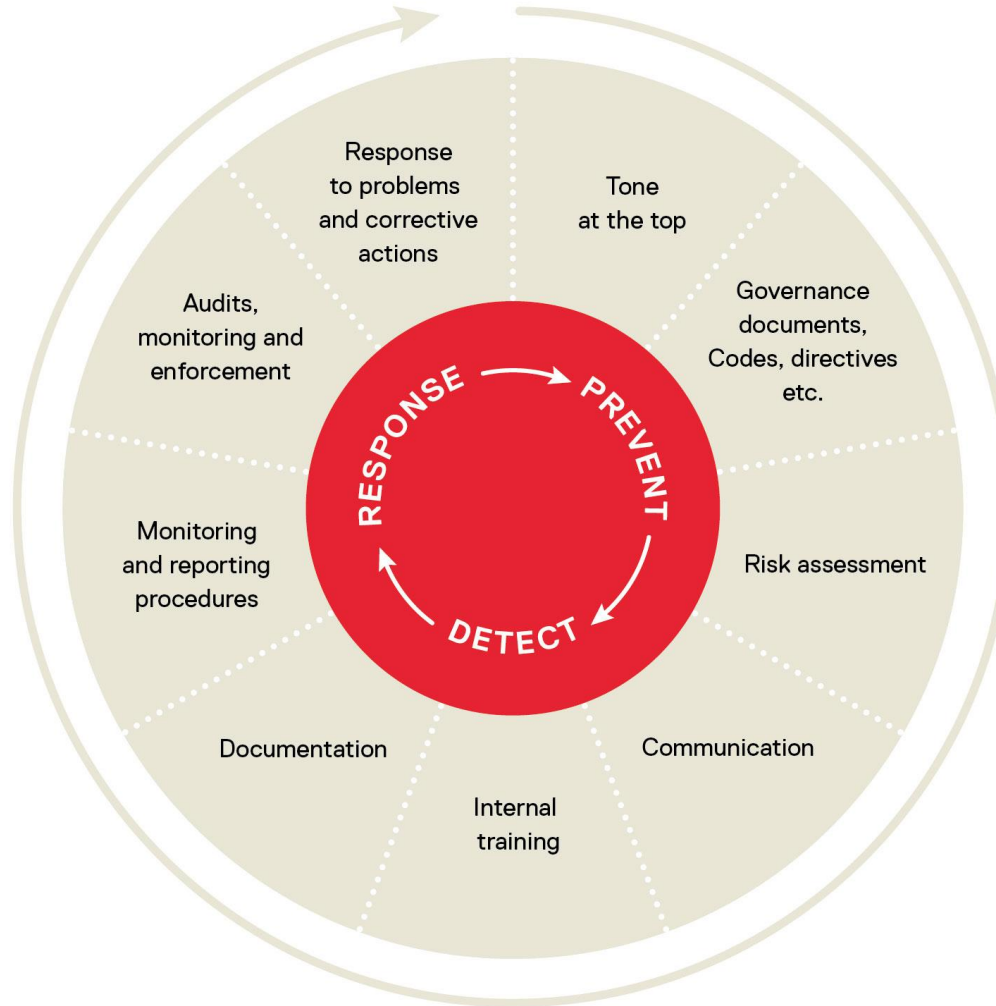 Response
to problems
and corrective
actions
Tone
at the top
Governance
documents,
Codes, directives
etc.
Risk assessment
Communication
Internal
training
Documentation
Monitoring
and reporting
procedures
Audits,
monitoring and
enforcement
RESPONSE
PREVENT
DETECT